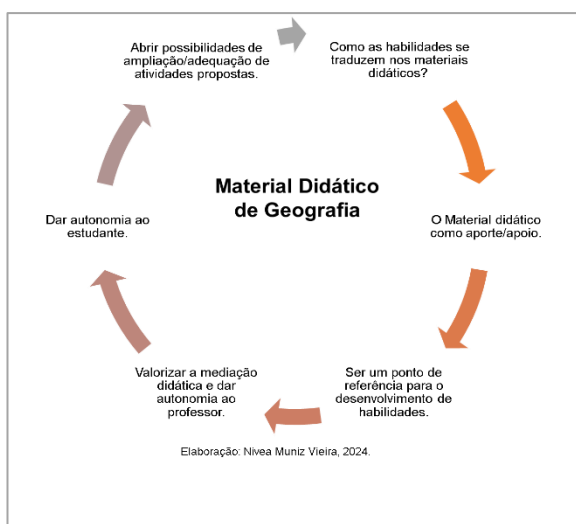 Abrir possibilidades de
ampliação/adequação de
atividades propostas.
Como as habilidades se
traduzem nos materiais
didáticos?
Material Didático
de Geografia
Dar autonomia ao
estudante.
O Material didático
como aporte/apoio.
Valorizar a mediação
didática e dar
autonomia ao
professor.
Ser um ponto de
referência para o
desenvolvimento de
habilidades.
Elaboração: Nivea Muniz Vieira, 2024.